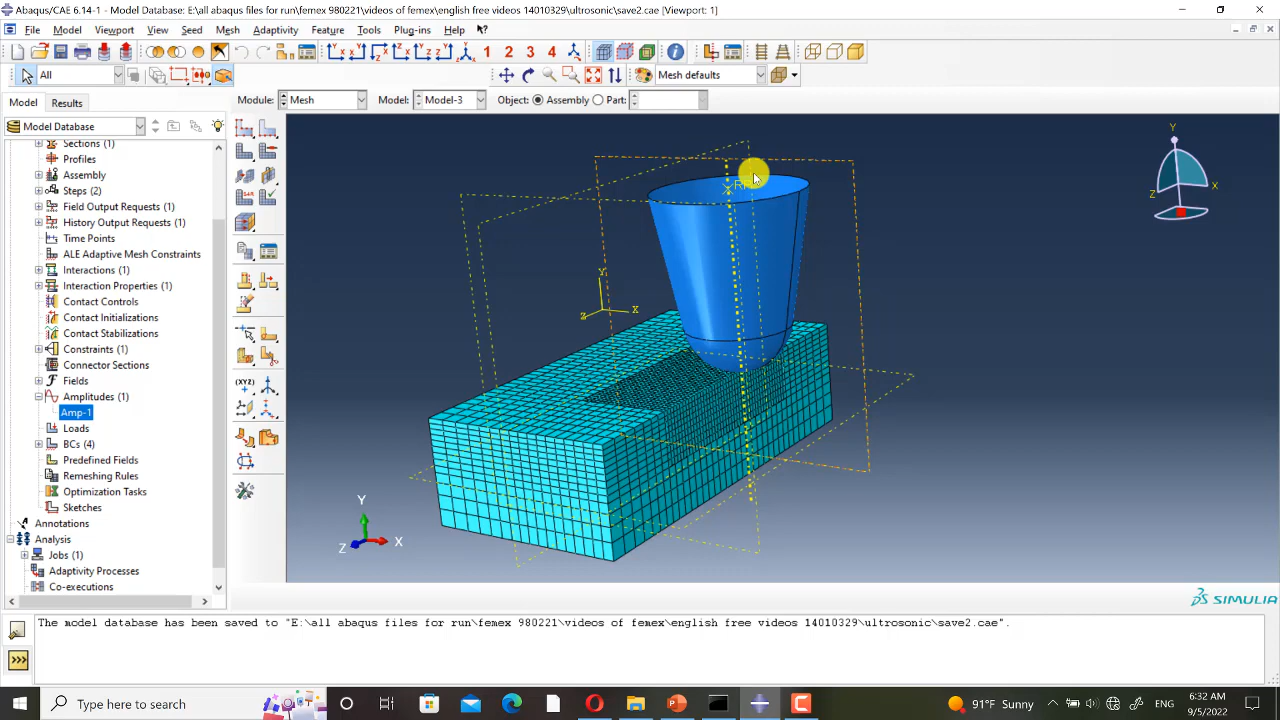 Abaqus/CAE 6.14-1 - Model Database: E:\all abaqus files for run\femex 980221\videos of femex\english free videos 14010329\ultrosonic\save2.cae [Viewport: 1]
File Model Viewport View Seed Mesh Adaptivity Feature Tools Plug-ins Help
1 2 3 4
All Mesh defaults
Model Results Module: Mesh Model: Model-3 Object: Assembly Part:
Model Database
Sections (1)
Profiles
Assembly
Steps (2)
Field Output Requests (1)
History Output Requests (1)
Time Points
ALE Adaptive Mesh Constraints
Interactions (1)
Interaction Properties (1)
Contact Controls
Contact Initializations
Contact Stabilizations
Constraints (1)
Connector Sections
Fields
Amplitudes (1)
Amp-1
Loads
BCs (4)
Predefined Fields
Remeshing Rules
Optimization Tasks
Sketches
Annotations
Analysis
Jobs (1)
Adaptivity Processes
Co-executions
Y
X
Z
Y
X
Z
Y
X
Z
SIMULIA
The model database has been saved to "E:\all abaqus files for run\femex 980221\videos of femex\english free videos 14010329\ultrosonic\save2.cae".
Type here to search
91°F Sunny
ENG
6:32 AM
9/5/2022